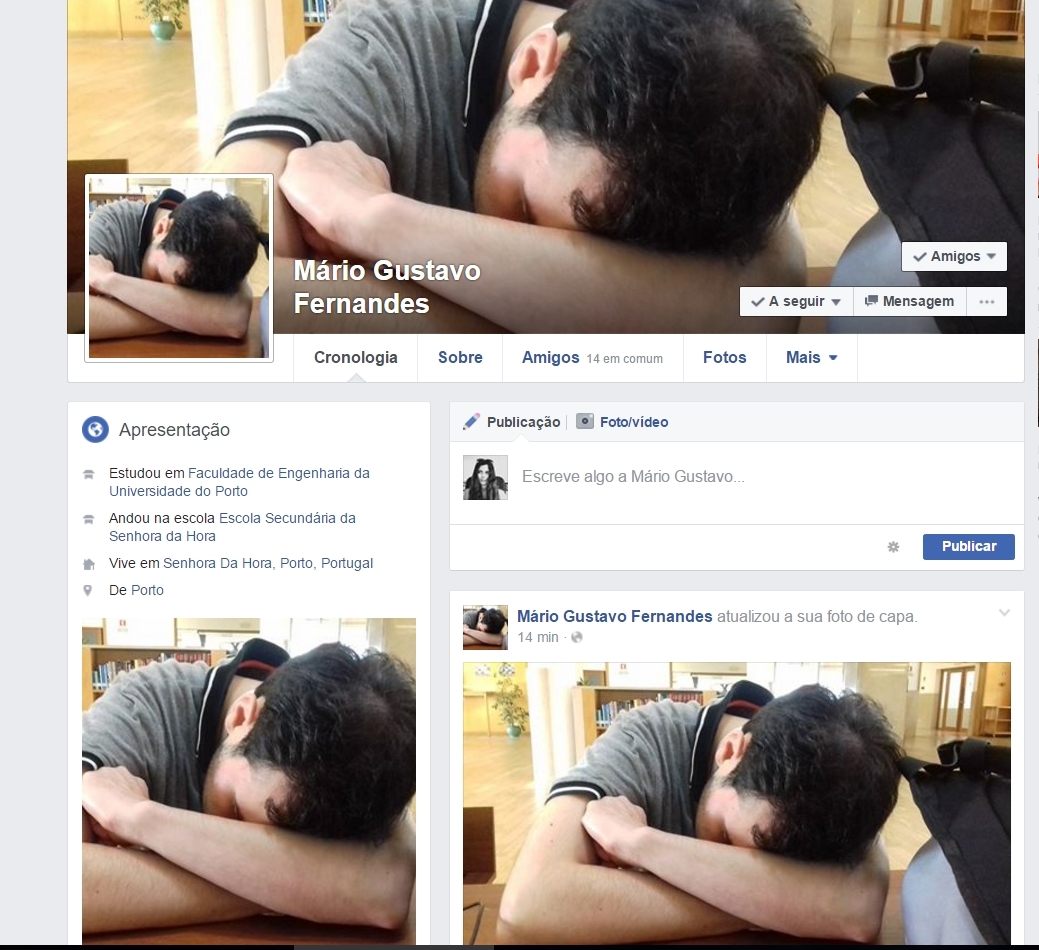 Mário Gustavo
Fernandes
Amigos
A seguir
Mensagem
Cronologia
Sobre
Amigos 14 em comum
Fotos
Mais
Apresentação
Estudou em Faculdade de Engenharia da
Universidade do Porto
Andou na escola Escola Secundária da
Senhora da Hora
Vive em Senhora Da Hora, Porto, Portugal
De Porto
Publicação
Foto/vídeo
Escreve algo a Mário Gustavo...
Publicar
Mário Gustavo Fernandes atualizou a sua foto de capa.
14 min ·